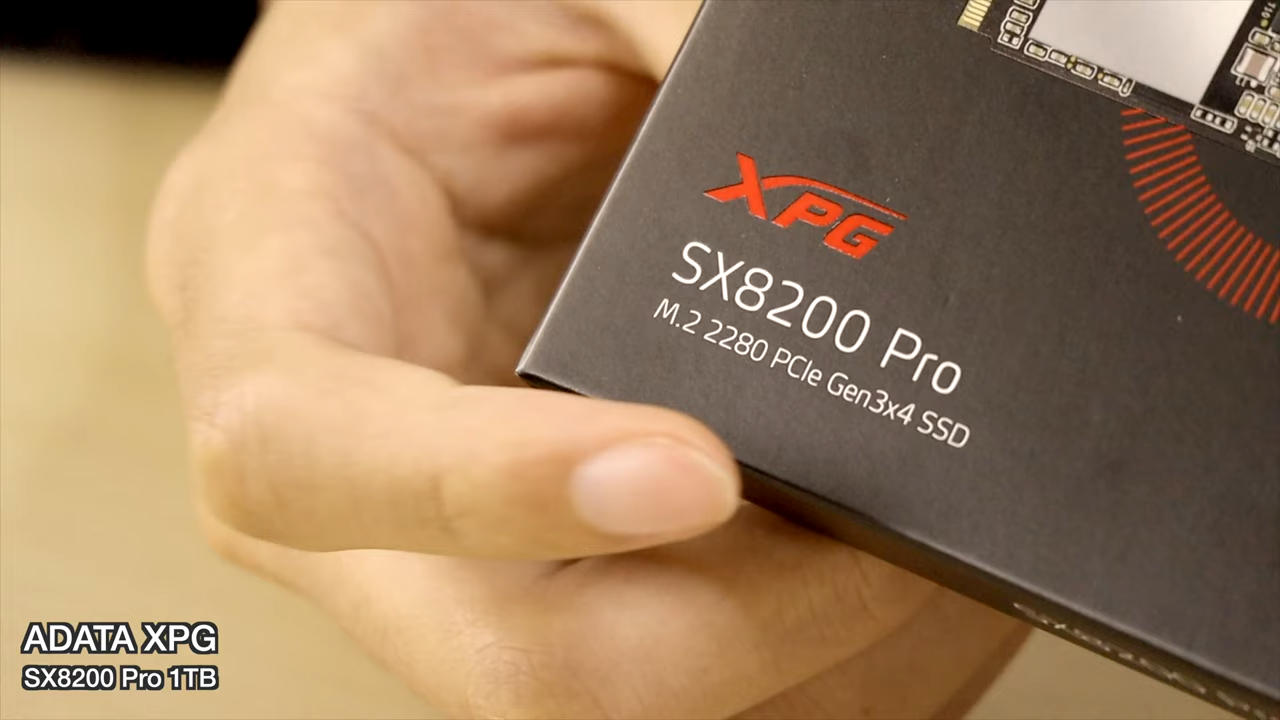 XPG
SX8200 Pro
M.2 2280 PCIe Gen3x4 SSD
ADATA XPG
SX8200 Pro 1TB